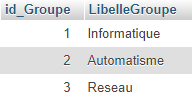 id_Groupe LibelleGroupe
1 Informatique
2 Automatisme
3 Reseau